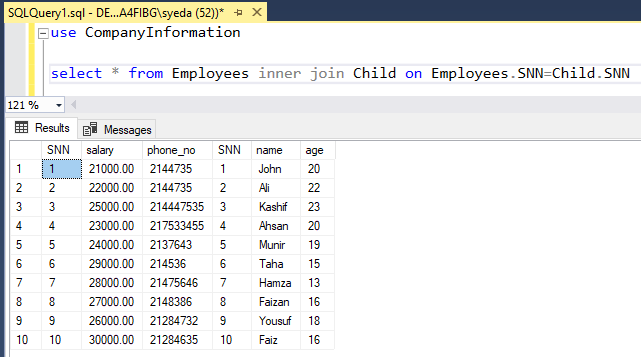 SQLQuery1.sql - DE...A4FIBG\syeda (52))*
use CompanyInformation
select * from Employees inner join Child on Employees.SNN=Child.SNN
121 %
Results Messages
SNN salary phone_no SNN name age
1 1 21000.00 2144735 1 John 20
2 2 22000.00 2144735 2 Ali 22
3 3 25000.00 214447535 3 Kashif 23
4 4 23000.00 217533455 4 Ahsan 20
5 5 24000.00 2137643 5 Munir 19
6 6 29000.00 214536 6 Taha 15
7 7 28000.00 21475646 7 Hamza 13
8 8 27000.00 2148386 8 Faizan 16
9 9 26000.00 21284732 9 Yousuf 18
10 10 30000.00 21284635 10 Faiz 16